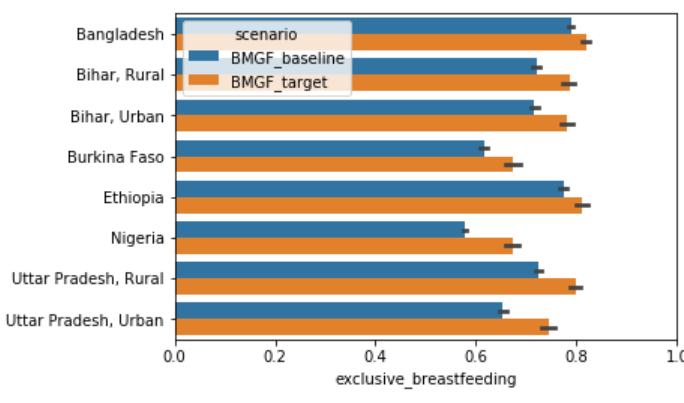 scenario
BMGF_baseline
BMGF_target
Bangladesh
Bihar, Rural
Bihar, Urban
Burkina Faso
Ethiopia
Nigeria
Uttar Pradesh, Rural
Uttar Pradesh, Urban
0.0 0.2 0.4 0.6 0.8 1.0
exclusive_breastfeeding